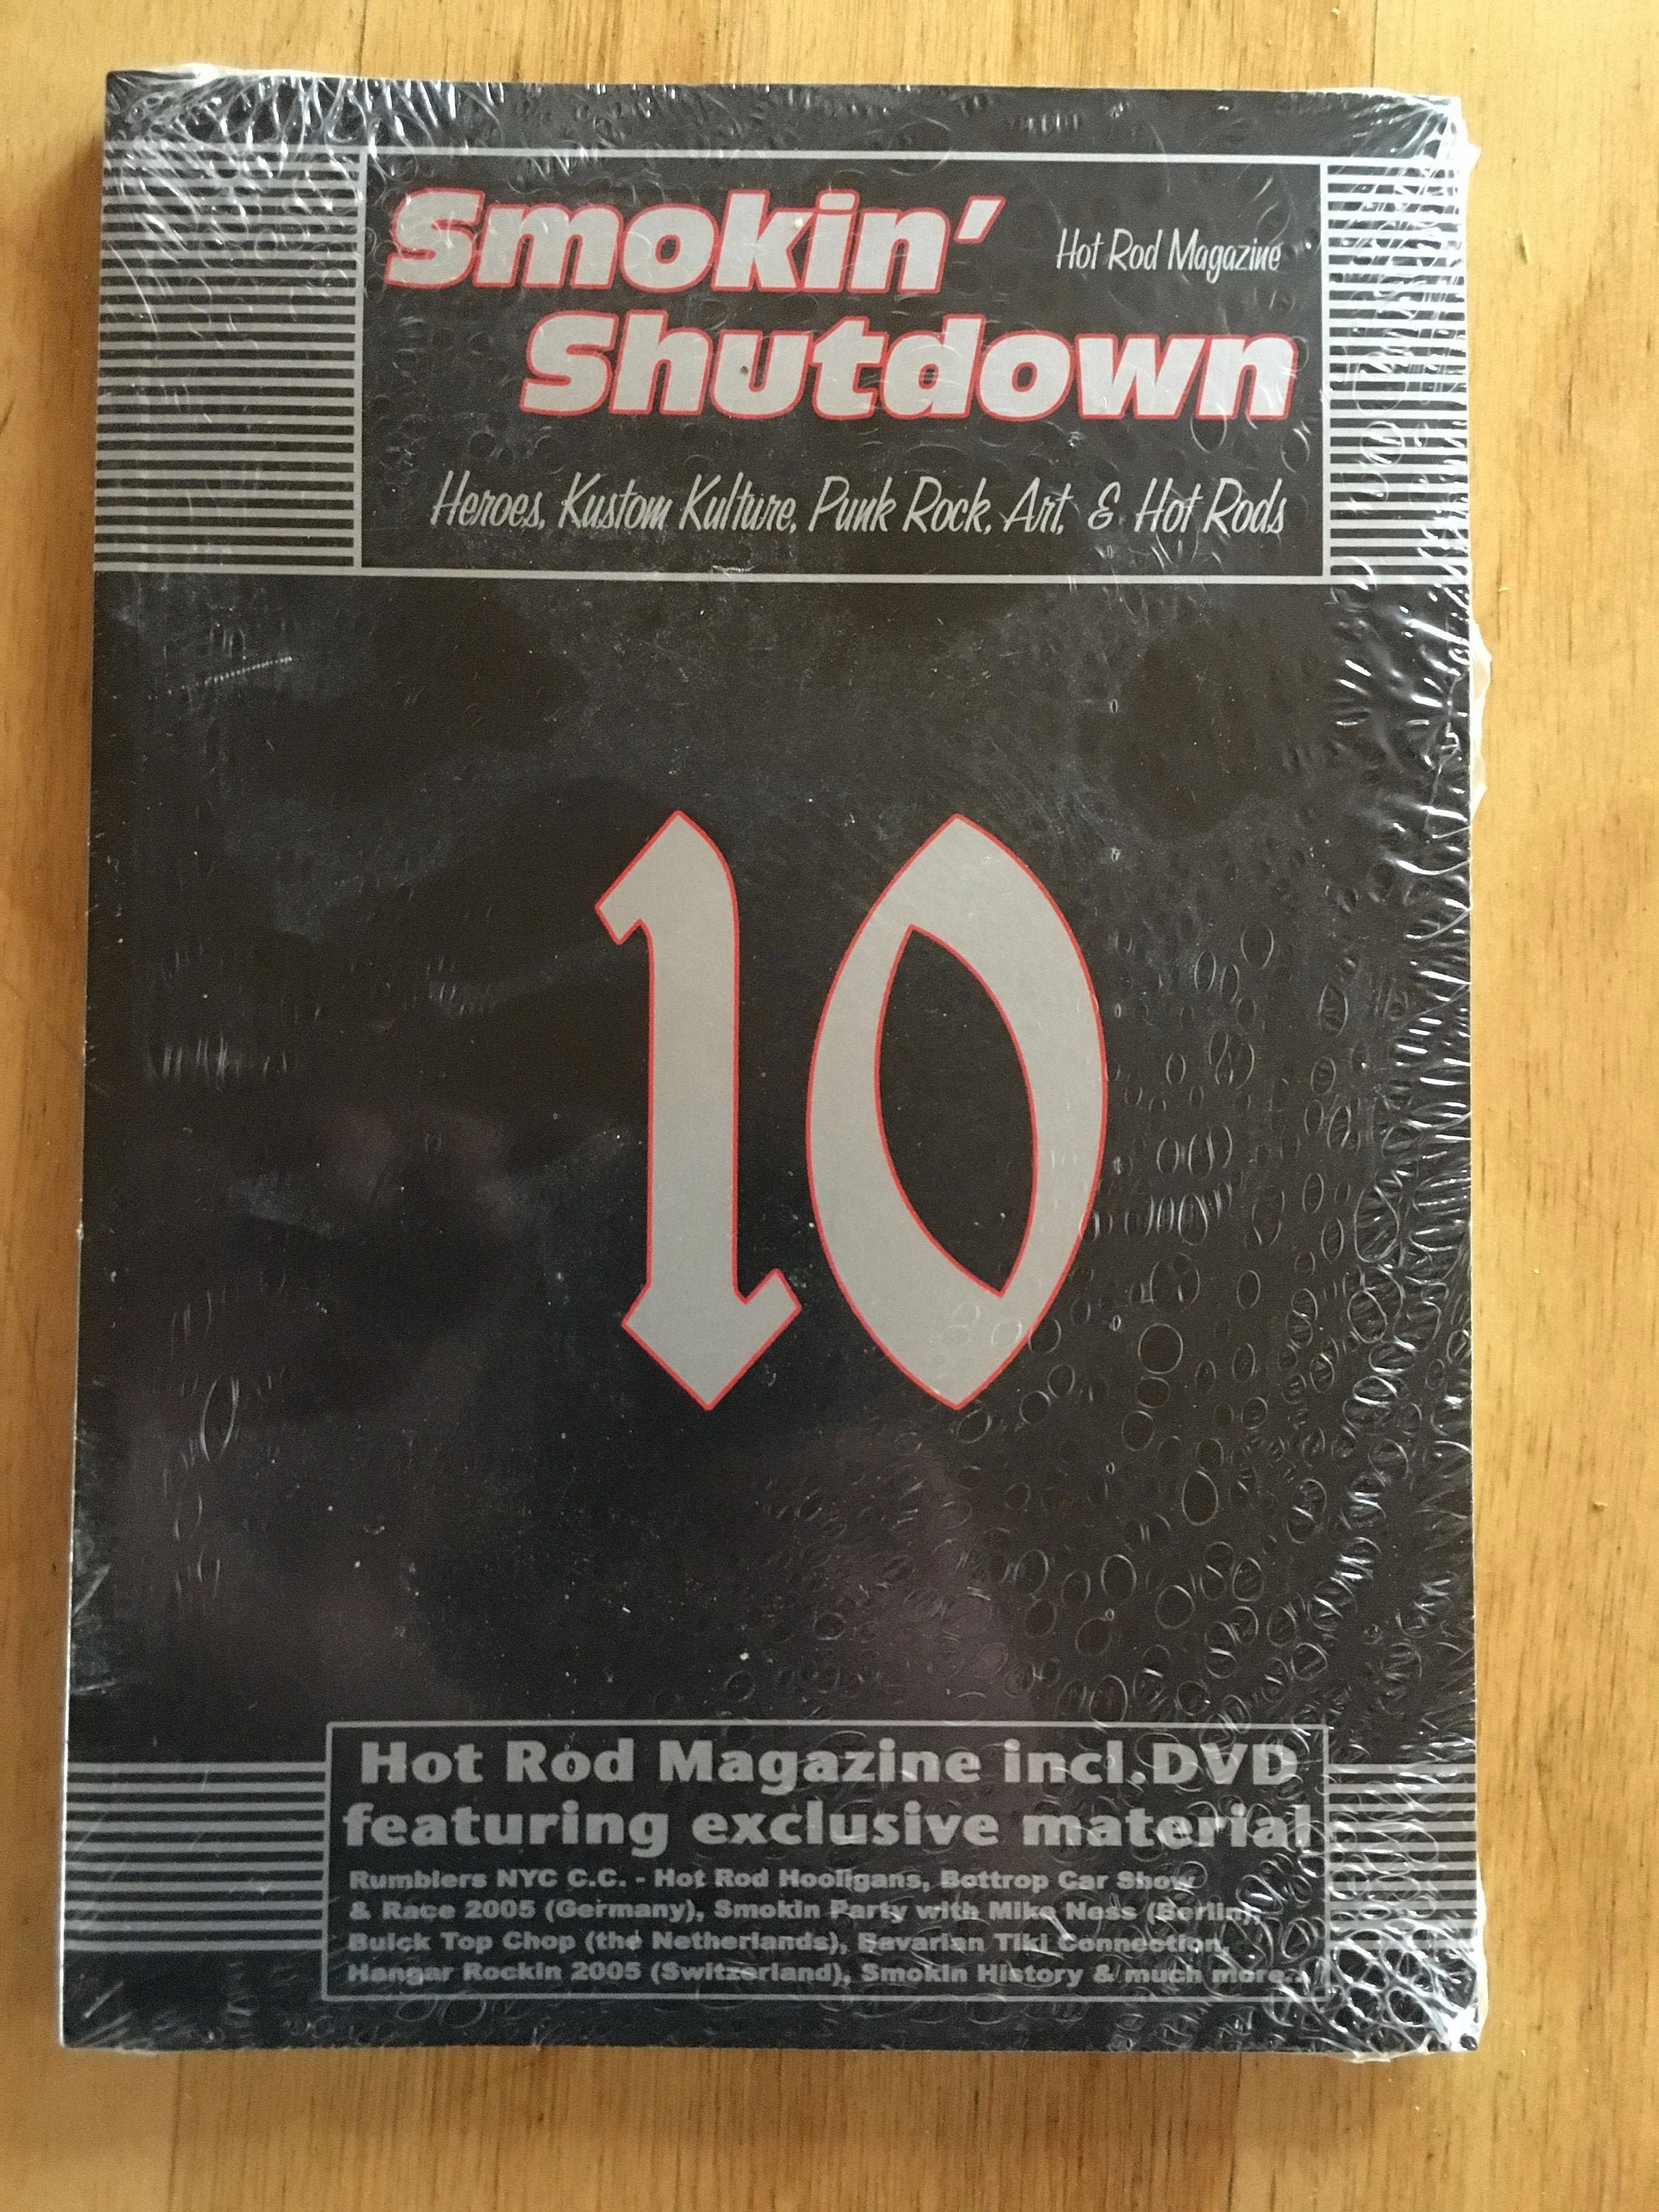 Smokin'
Hot Rod Magazine
Shutdown
Heroes, Kustom Kulture, Punk Rock, Art, & Hot Rods
10
Hot Rod Magazine incl.DVD
featuring exclusive material
Rumblers NYC C.C. - Hot Rod Hooligans, Bottrop Car Show
& Race 2005 (Germany), Smokin Party with Mike Ness (Berlin),
Buick Top Chop (the Netherlands), Bavarian Tiki Connection,
Hangar Rockin 2005 (Switzerland), Smokin History & much more...